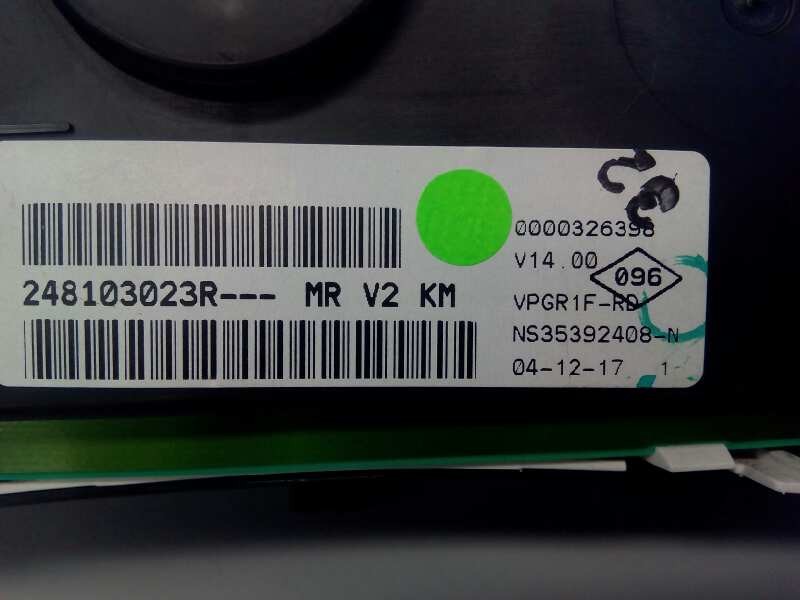 0000326398
V14.00
096
248103023R--- MR V2 KM
VPGR1F-RD
NS35392408-N
04-12-17 1